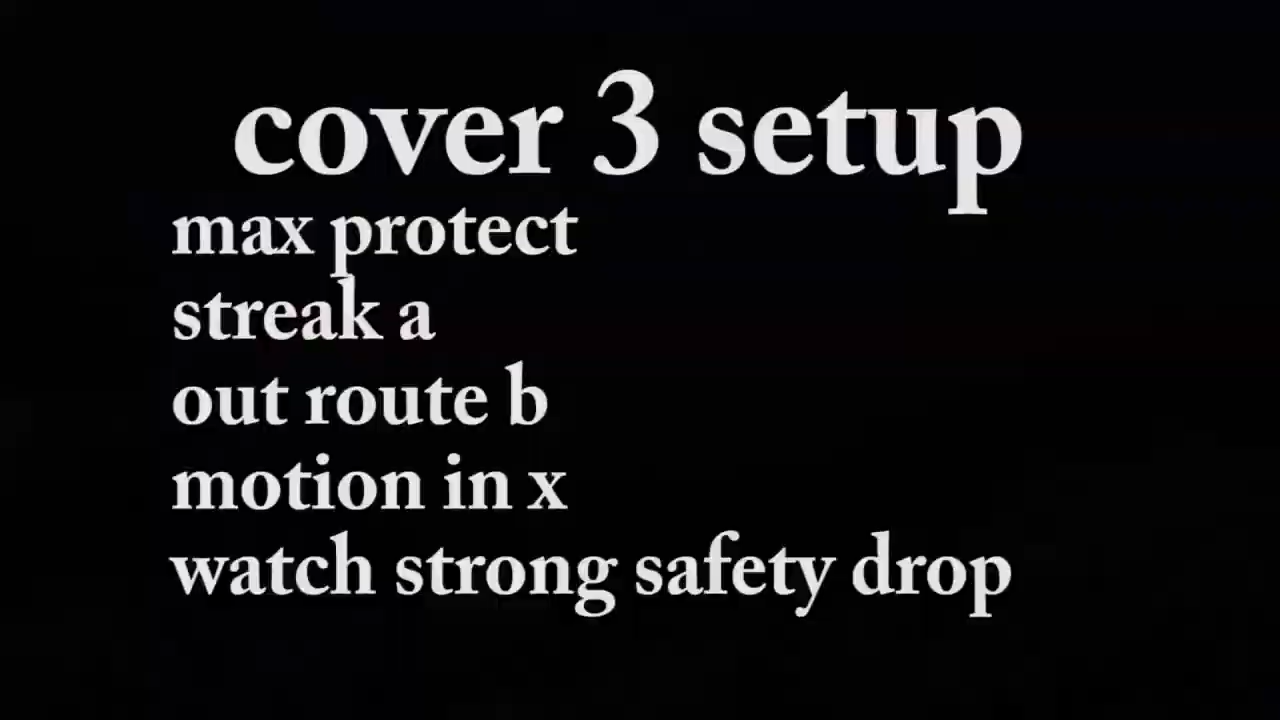 cover 3 setup
max protect
streak a
out route b
motion in x
watch strong safety drop